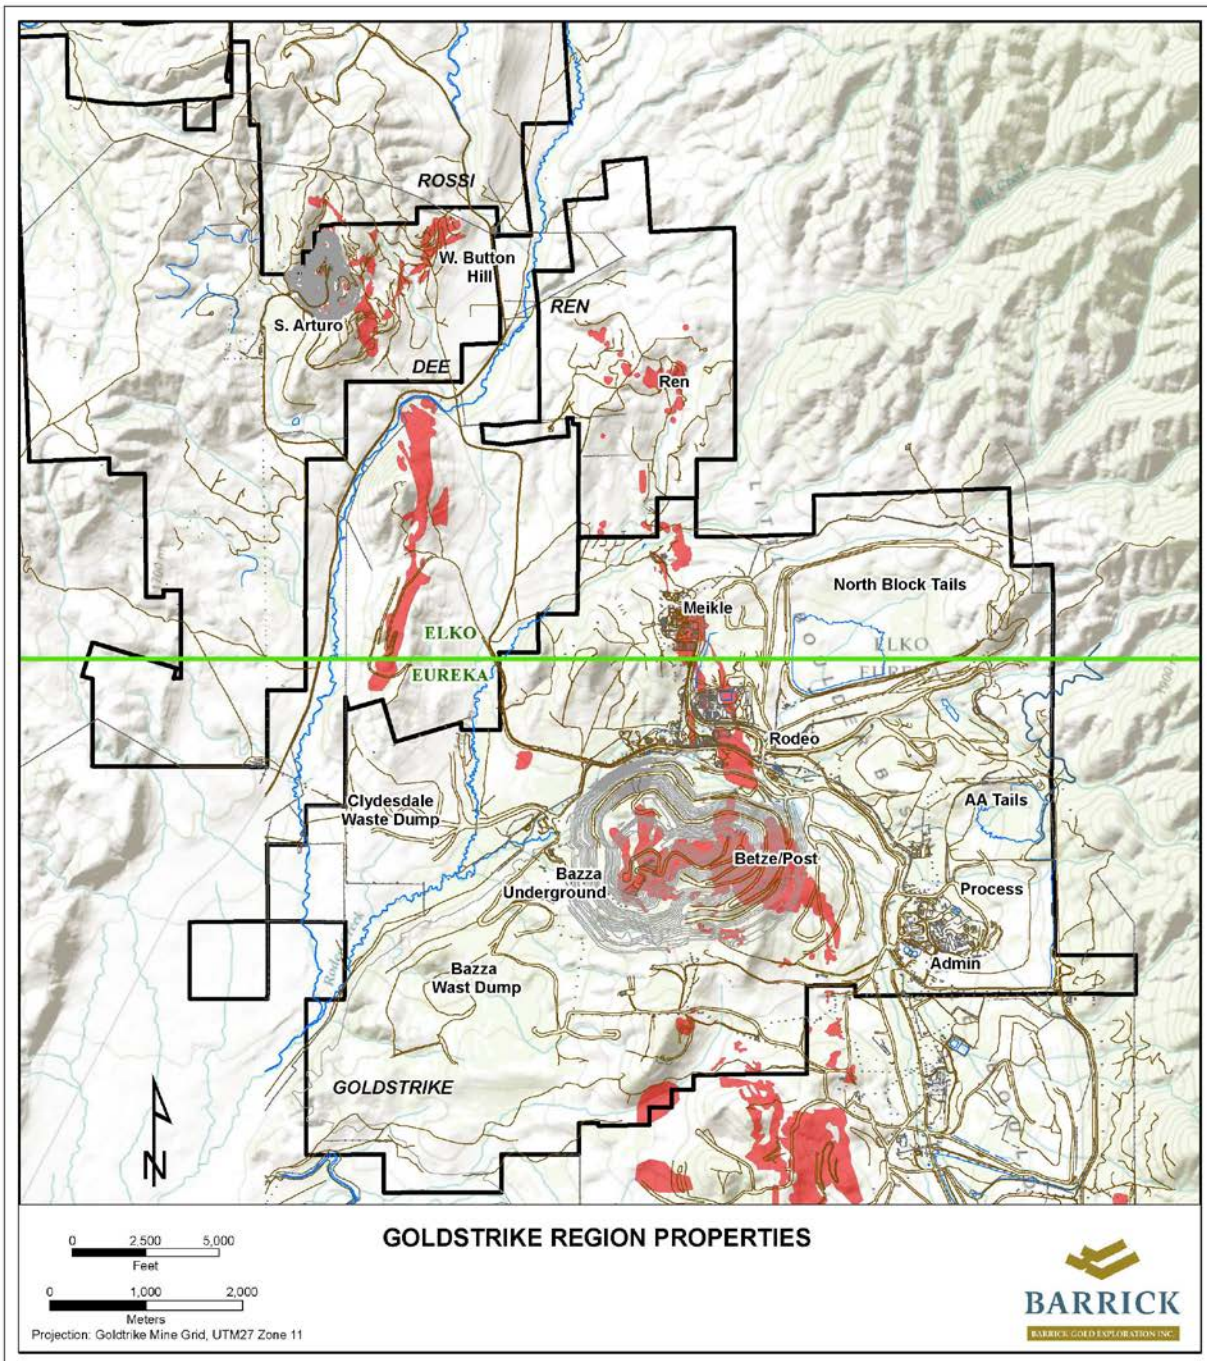 ROSSI
W. Button
Hill
REN
S. Arturo
DEE
Ren
North Block Tails
Meikle
ELKO
ELKO
EUREKA
EUREKA
Rodeo
Clydesdale
Waste Dump
AA Tails
Betze/Post
Bazza
Underground
Process
Admin
Bazza
Wast Dump
GOLDSTRIKE
N
GOLDSTRIKE REGION PROPERTIES
0 2,500 5,000
Feet
0 1,000 2,000
Meters
Projection: Goldtrike Mine Grid, UTM27 Zone 11
BARRICK
BARRICK GOLD EXPLORATION INC.